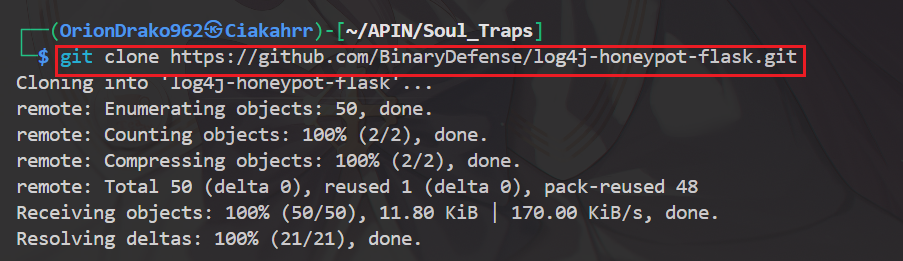 ┌──(OrionDrako962㉿Ciakahrr)-[~/APIN/Soul_Traps]
└─$ git clone https://github.com/BinaryDefense/log4j-honeypot-flask.git
Cloning into 'log4j-honeypot-flask'...
remote: Enumerating objects: 50, done.
remote: Counting objects: 100% (2/2), done.
remote: Compressing objects: 100% (2/2), done.
remote: Total 50 (delta 0), reused 1 (delta 0), pack-reused 48
Receiving objects: 100% (50/50), 11.80 KiB | 170.00 KiB/s, done.
Resolving deltas: 100% (21/21), done.